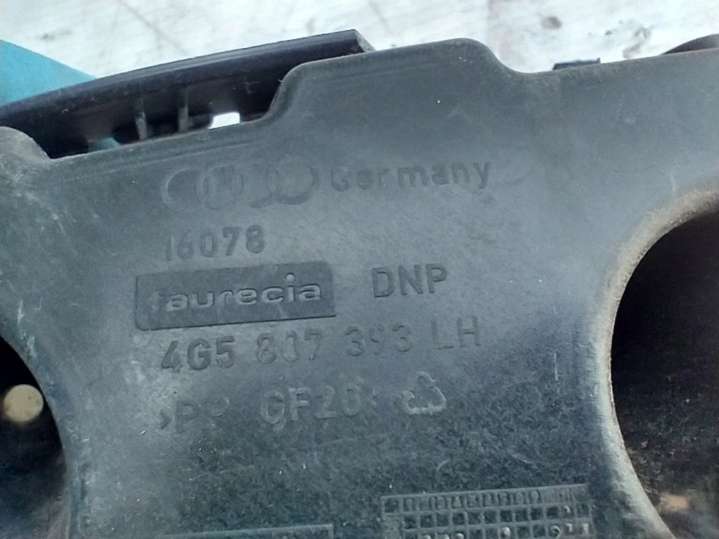 Germany
16078
faurecia DNP
4G5 807 393 LH
>PP GF20<